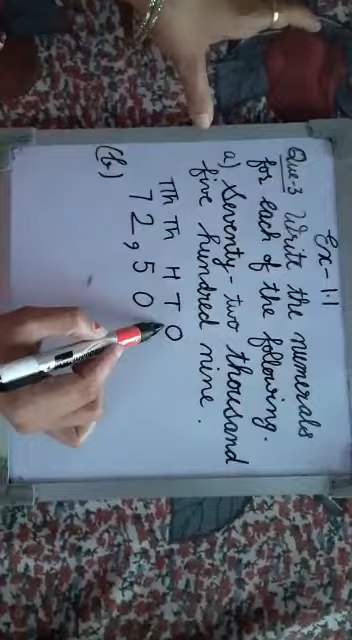 Ex-1.1
Que.3 Write the numerals
for each of the following.
a) Seventy-two thousand
five hundred nine.
TTh Th H T O
7 2, 5 0
(b)